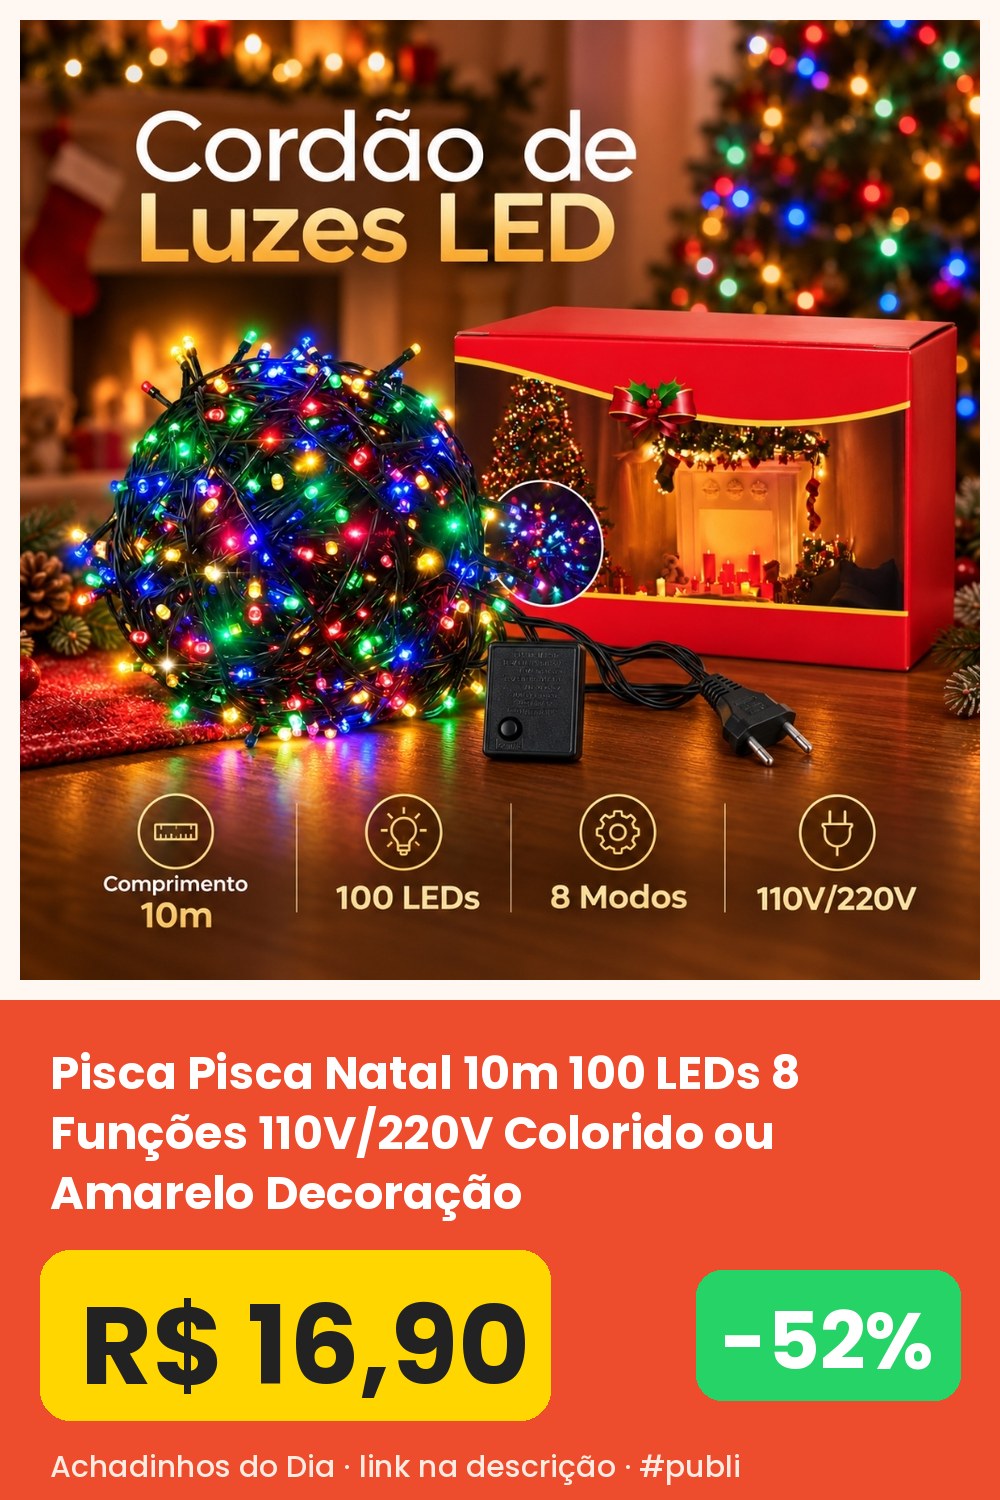 Cordão de
Luzes LED
Comprimento
10m
100 LEDs
8 Modos
110V/220V
Pisca Pisca Natal 10m 100 LEDs 8
Funções 110V/220V Colorido ou
Amarelo Decoração
R$ 16,90
-52%
Achadinhos do Dia · link na descrição · #publi